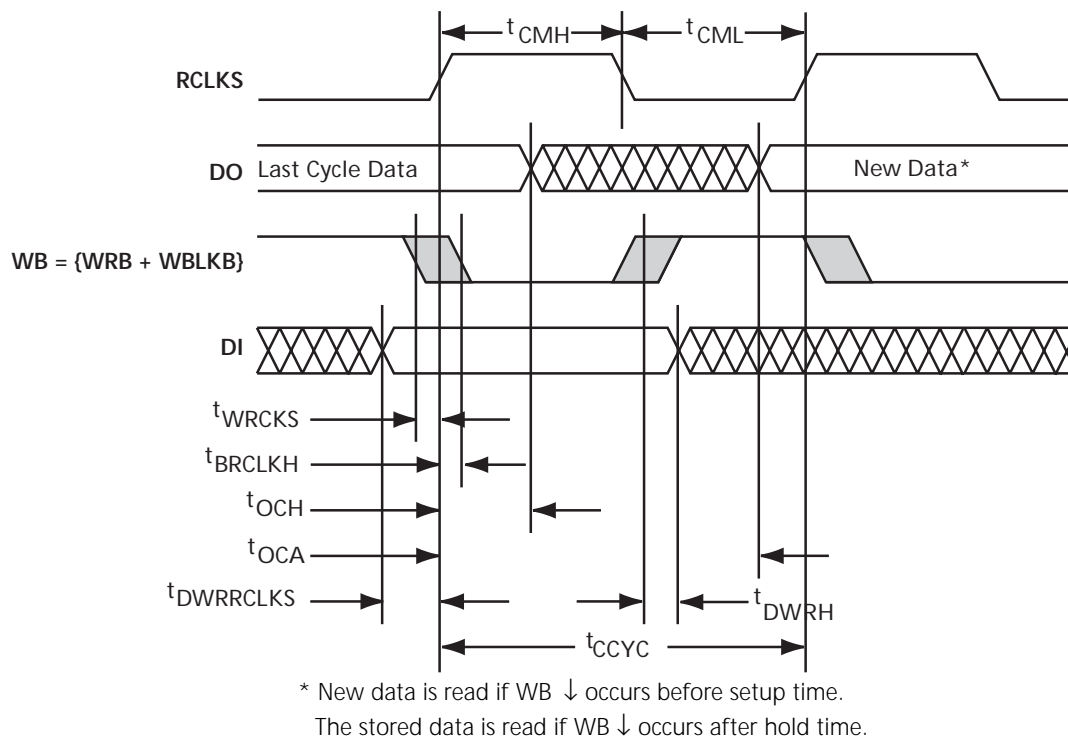 tCMH
tCML
RCLKS
DO
Last Cycle Data
New Data*
WB = {WRB + WBLKB}
DI
tWRCKS
tBRCLKH
tOCH
tOCA
tDWRRCLKS
tDWRH
tCCYC
* New data is read if WB ↓ occurs before setup time.
The stored data is read if WB ↓ occurs after hold time.